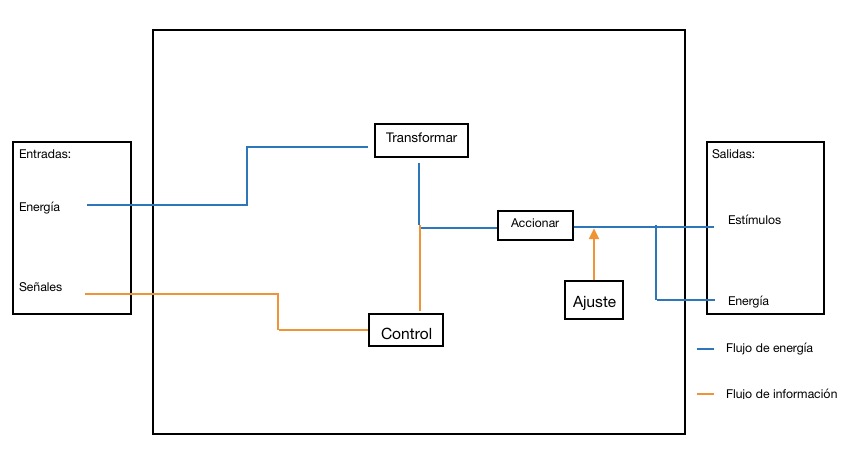 Entradas:
Energía
Señales
Transformar
Control
Accionar
Ajuste
Salidas:
Estímulos
Energía
Flujo de energía
Flujo de información